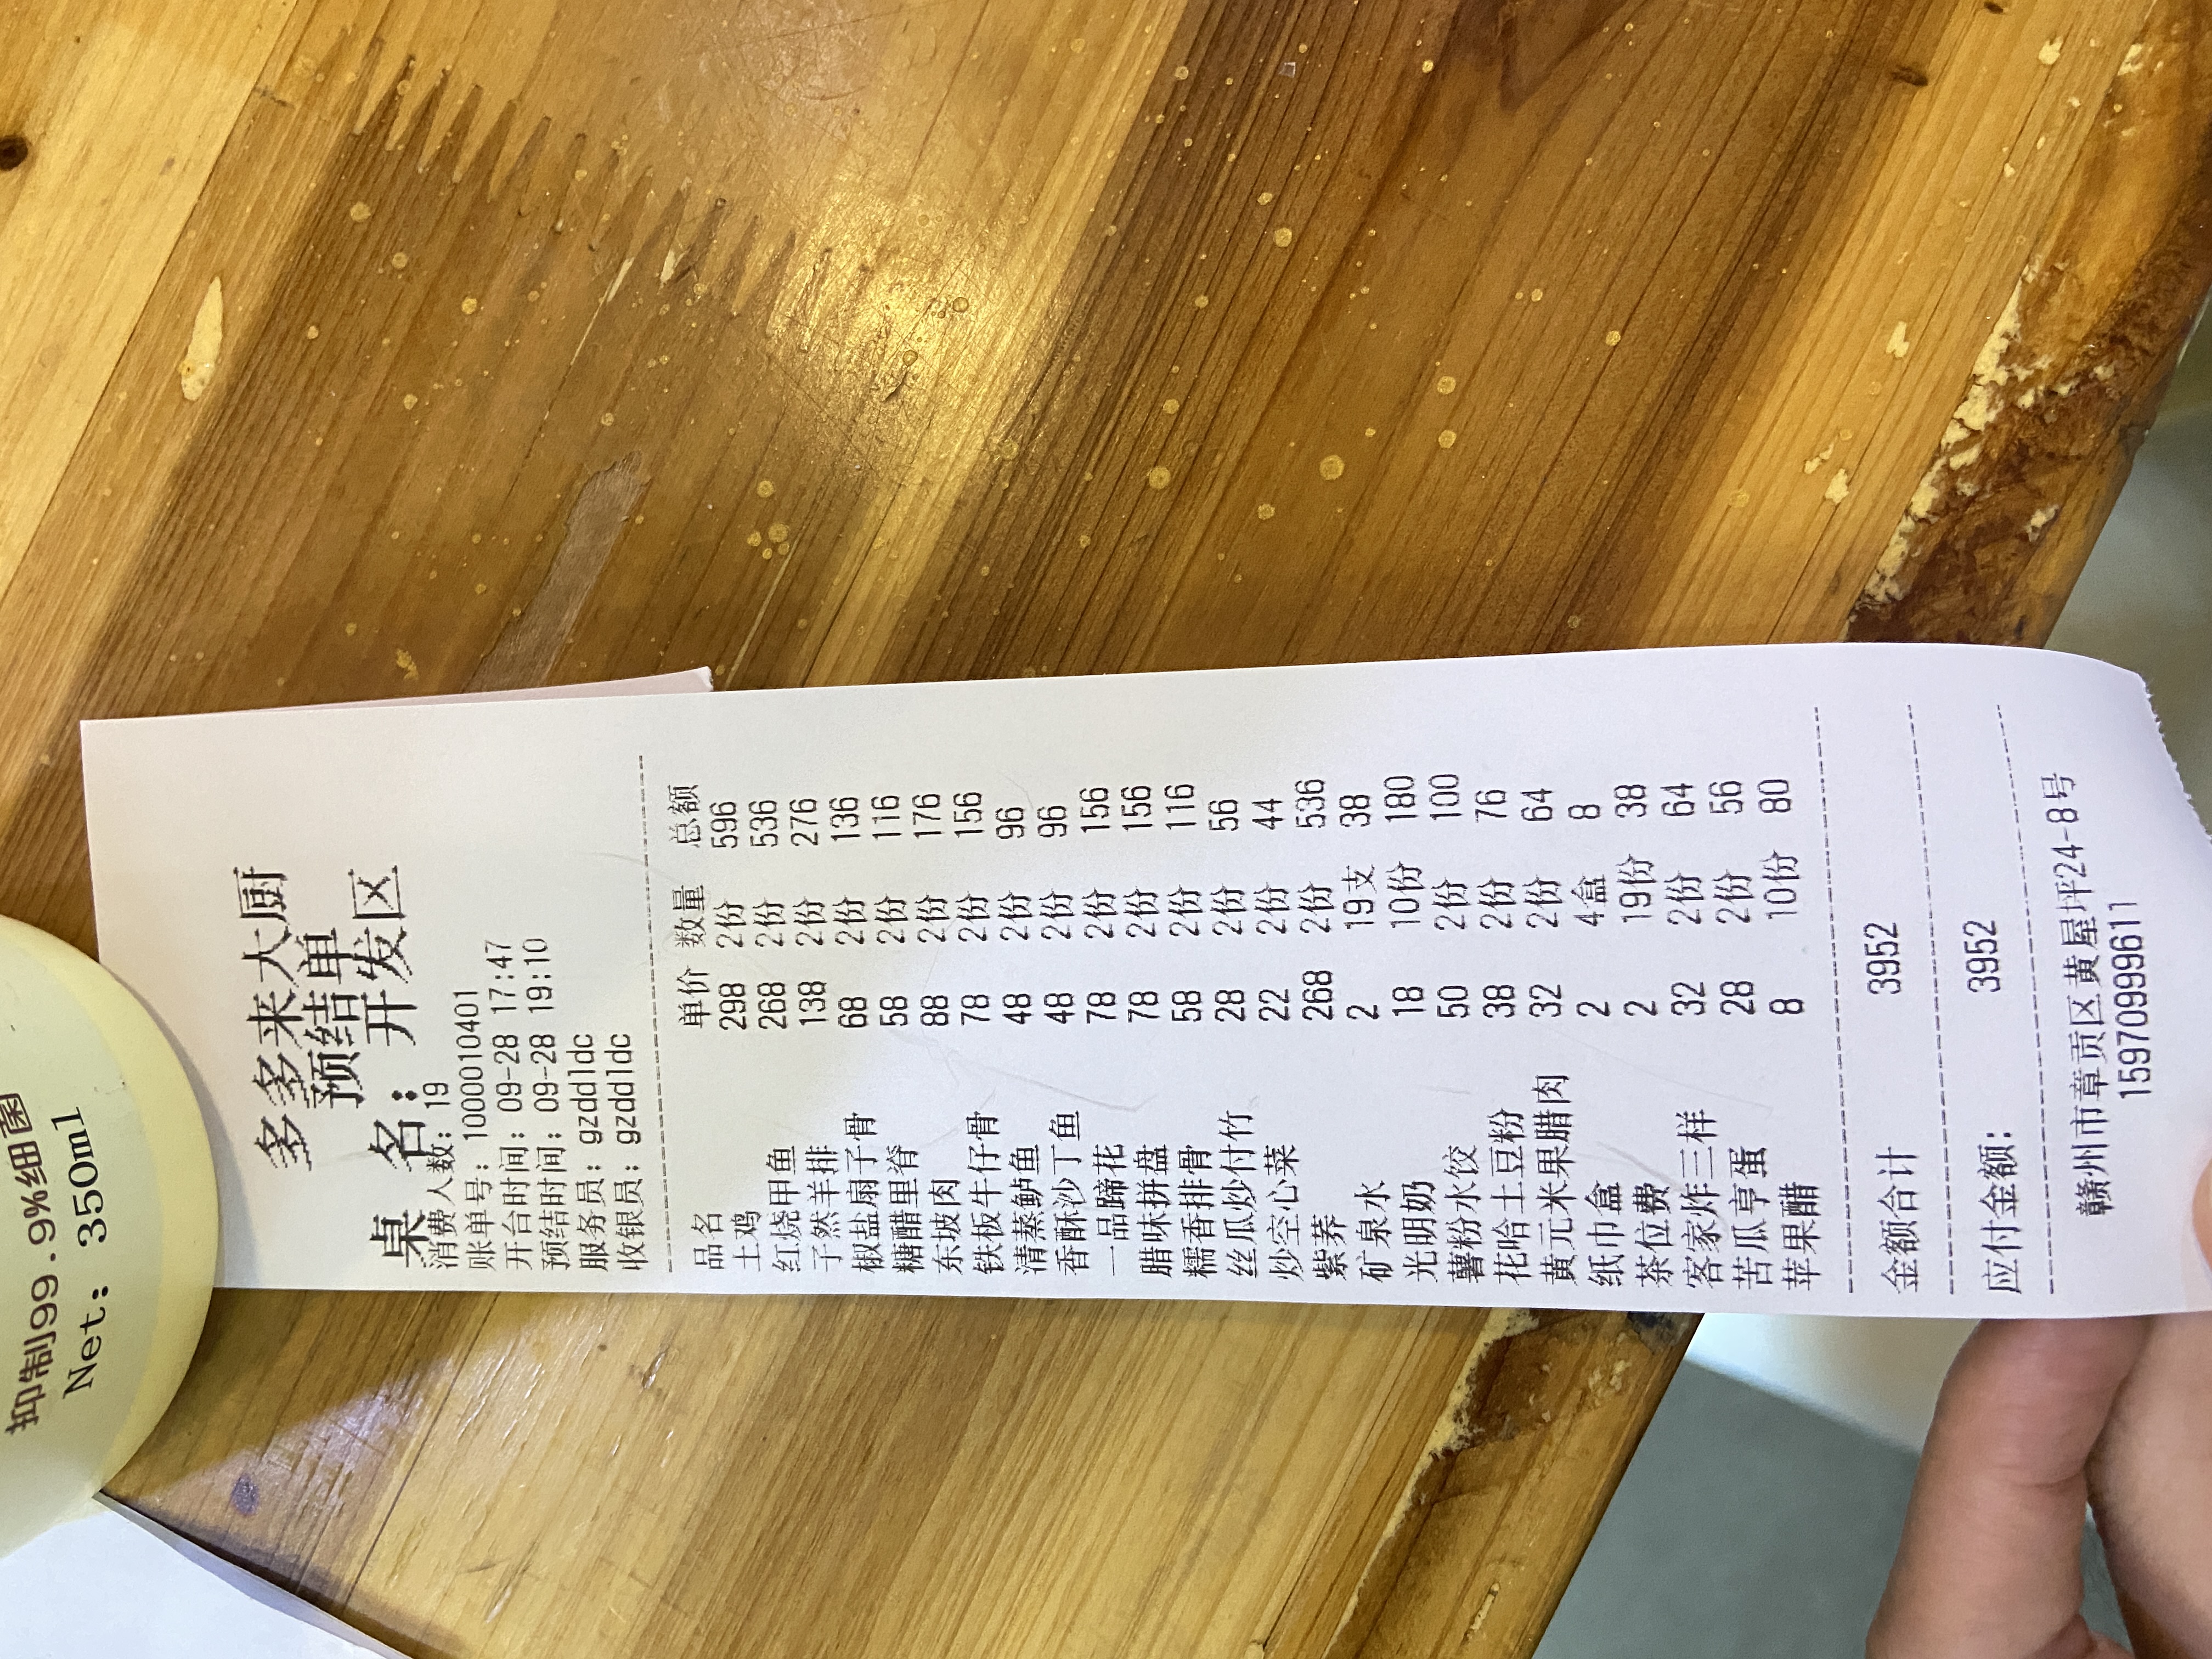 抑制99.9%细菌
Net: 350ml
多多来大厨
预结单
桌 名: 开发区
消费人数: 19
账单号: 1000010401
开台时间: 09-28 17:47
预结时间: 09-28 19:10
服务员: gzddldc
收银员: gzddldc
品名 单价 数量 总额
土鸡 298 2份 596
红烧甲鱼 268 2份 536
孑然羊排 138 2份 276
椒盐扇子骨 68 2份 136
糖醋里脊 58 2份 116
东坡肉 88 2份 176
铁板牛仔骨 78 2份 156
清蒸鲈鱼 48 2份 96
香酥沙丁鱼 48 2份 96
一品蹄花 78 2份 156
腊味拼盘 78 2份 156
糯香排骨 58 2份 116
丝瓜炒付竹 28 2份 56
炒空心菜 22 2份 44
紫荞 268 2份 536
矿泉水 2 19支 38
光明奶 18 10份 180
薯粉水饺 50 2份 100
花哈土豆粉 38 2份 76
黄元米果腊肉 32 2份 64
纸巾盒 2 4盒 8
茶位费 2 19份 38
客家炸三样 32 2份 64
苦瓜亨蛋 28 2份 56
苹果醋 8 10份 80
金额合计 3952
应付金额: 3952
赣州市市章贡区黄屋坪24-8号
15970999611